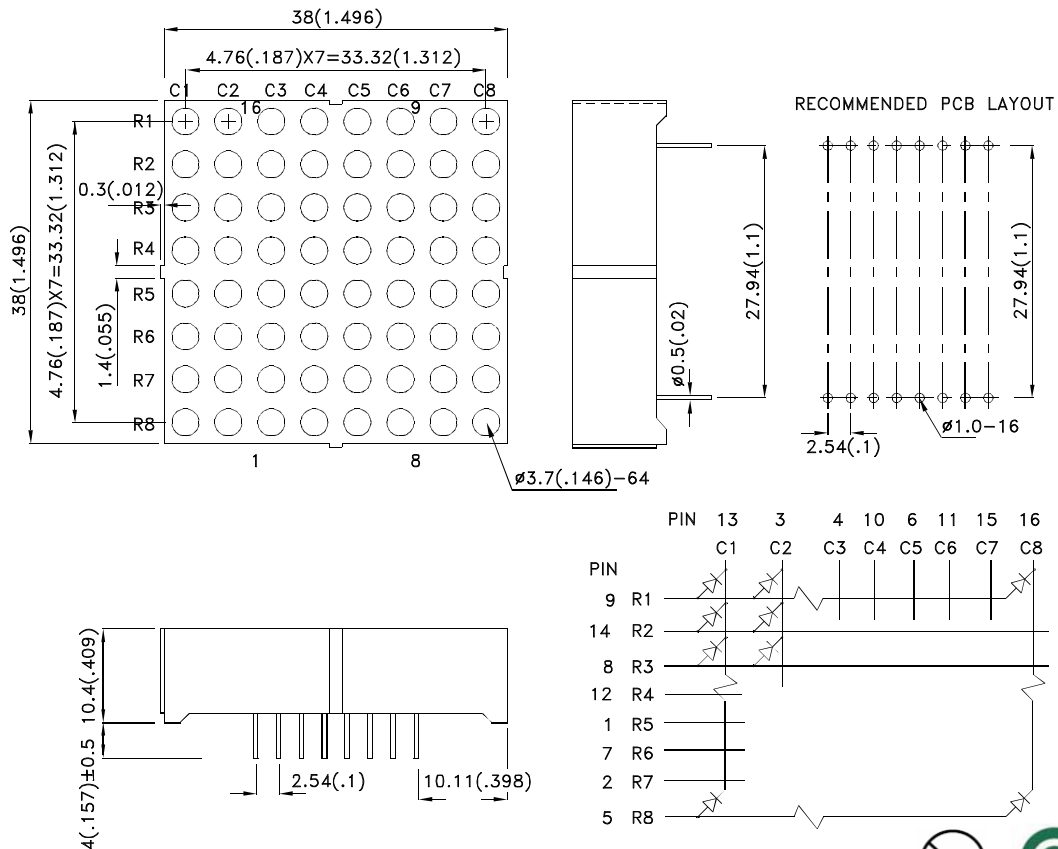 38(1.496)
4.76(.187)X7=33.32(1.312)
C1 C2 C3 C4 C5 C6 C7 C8
16 9
R1
R2
R3
R4
R5
R6
R7
R8
38(1.496)
4.76(.187)X7=33.32(1.312)
0.3(.012)
1.4(.055)
1 8
ø3.7(.146)-64
27.94(1.1)
ø0.5(.02)
RECOMMENDED PCB LAYOUT
27.94(1.1)
ø1.0-16
2.54(.1)
10.4(.409)
4(.157)±0.5
2.54(.1)
10.11(.398)
PIN 13 3 4 10 6 11 15 16
C1 C2 C3 C4 C5 C6 C7 C8
PIN
9 R1
14 R2
8 R3
12 R4
1 R5
7 R6
2 R7
5 R8